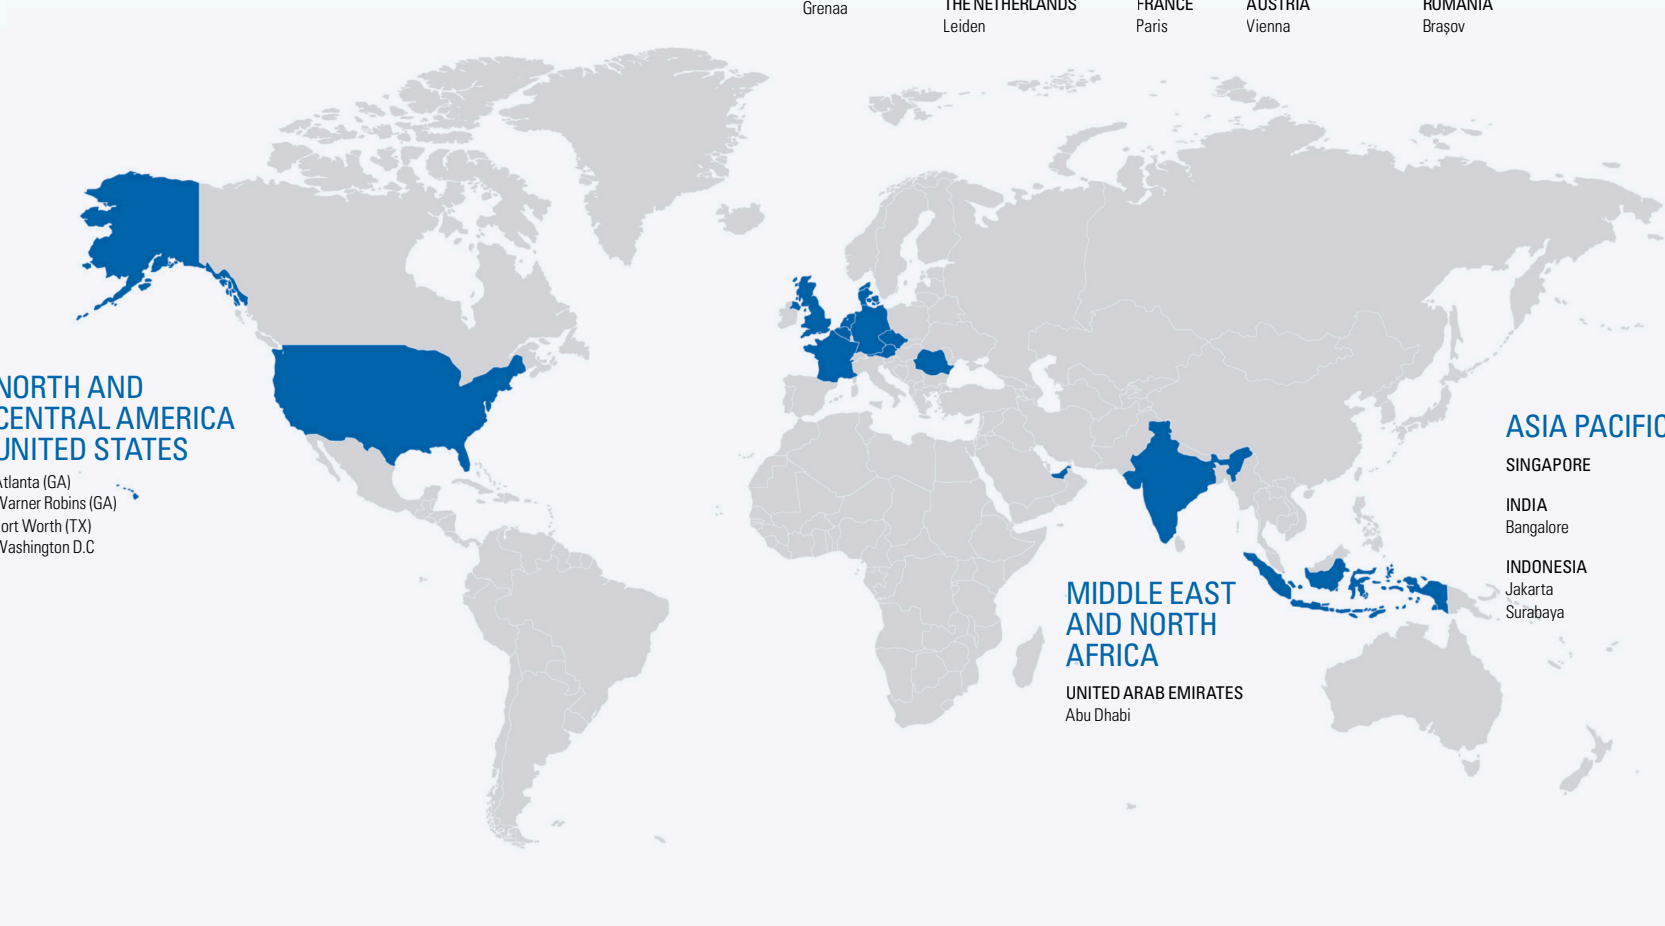 Grenaa
THE NETHERLANDS
Leiden
FRANCE
Paris
AUSTRIA
Vienna
ROMANIA
Brașov
NORTH AND
CENTRAL AMERICA
UNITED STATES
Atlanta (GA)
Warner Robins (GA)
Fort Worth (TX)
Washington D.C
MIDDLE EAST
AND NORTH
AFRICA
UNITED ARAB EMIRATES
Abu Dhabi
ASIA PACIFIC
SINGAPORE
INDIA
Bangalore
INDONESIA
Jakarta
Surabaya